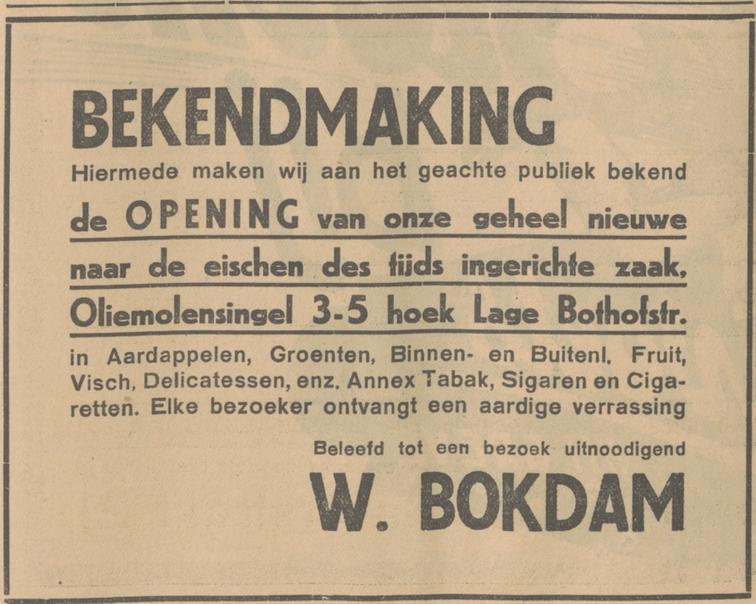 BEKENDMAKING
Hiermede maken wij aan het geachte publiek bekend
de OPENING van onze geheel nieuwe
naar de eischen des tijds ingerichte zaak,
Oliemolensingel 3-5 hoek Lage Bothofstr.
in Aardappelen, Groenten, Binnen- en Buitenl. Fruit,
Visch, Delicatessen, enz. Annex Tabak, Sigaren en Ciga-
retten. Elke bezoeker ontvangt een aardige verrassing
Beleefd tot een bezoek uitnoodigend
W. BOKDAM